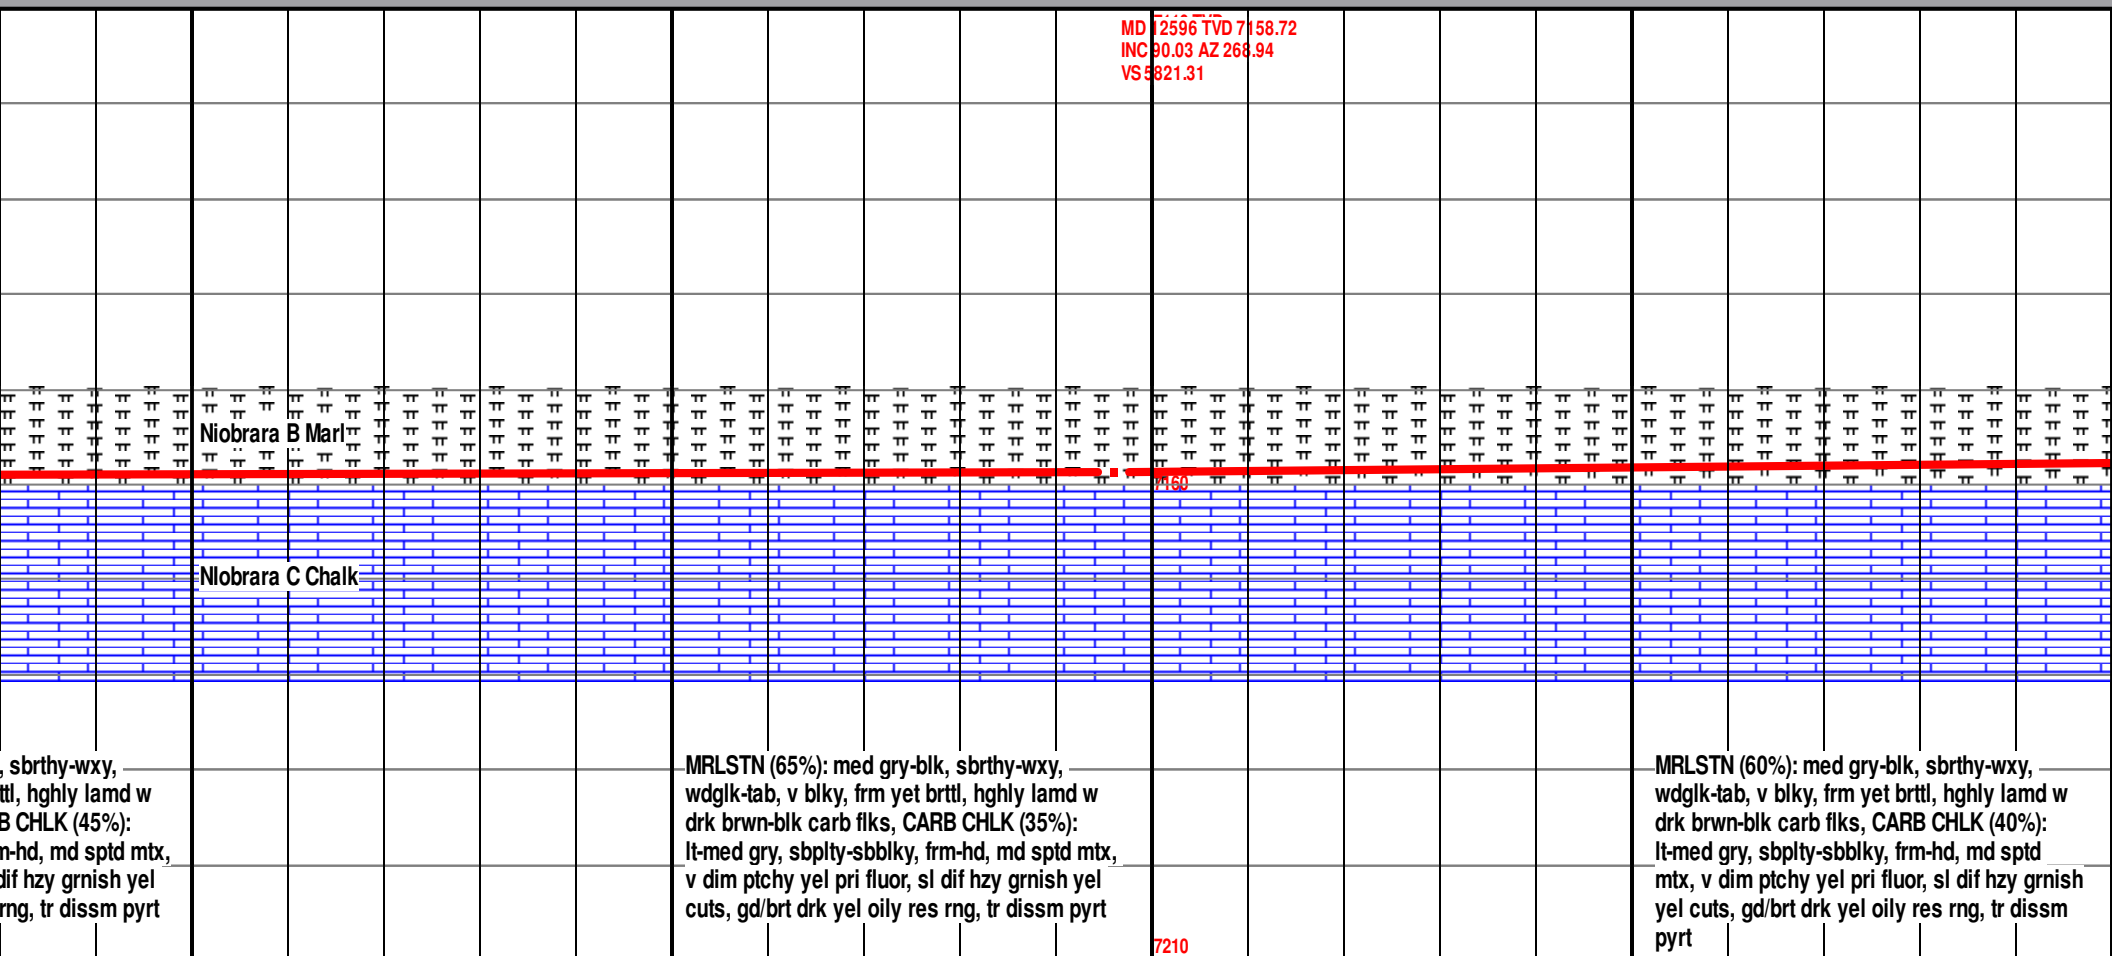 MD 12596 TVD 7158.72
INC 90.03 AZ 268.94
VS 5821.31
Niobrara B Marl
7160
NIobrara C Chalk
, sbrthy-wxy,
ttl, hghly lamd w
B CHLK (45%):
m-hd, md sptd mtx,
dif hzy grnish yel
rng, tr dissm pyrt
MRLSTN (65%): med gry-blk, sbrthy-wxy,
wdglk-tab, v blky, frm yet brttl, hghly lamd w
drk brwn-blk carb flks, CARB CHLK (35%):
lt-med gry, sbplty-sbblky, frm-hd, md sptd mtx,
v dim ptchy yel pri fluor, sl dif hzy grnish yel
cuts, gd/brt drk yel oily res rng, tr dissm pyrt
MRLSTN (60%): med gry-blk, sbrthy-wxy,
wdglk-tab, v blky, frm yet brttl, hghly lamd w
drk brwn-blk carb flks, CARB CHLK (40%):
lt-med gry, sbplty-sbblky, frm-hd, md sptd
mtx, v dim ptchy yel pri fluor, sl dif hzy grnish
yel cuts, gd/brt drk yel oily res rng, tr dissm
pyrt
7210